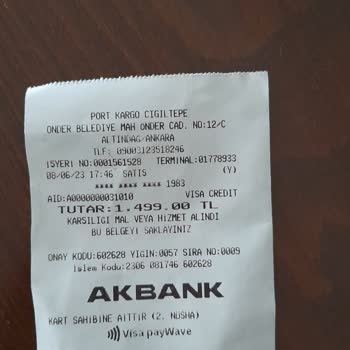 PORT KARGO CIGILTEPE
ONDER BELEDIYE MAH ONDER CAD. NO:12/C
ALTINDAG/ANKARA
TLF: 09003123518246
ISYERI NO:0001561528 TERMINAL:01778933
08/06/23 17:46 SATIS (Y)
**** **** **** 1983
AID:A0000000031010 VISA CREDIT
TUTAR:1.499.00 TL
KARSILIGI MAL VEYA HIZMET ALINDI
BU BELGEYI SAKLAYINIZ
ONAY KODU:602628 YIGIN:0057 SIRA NO:0009
Islem Kodu:2306 081746 602628
AKBANK
KART SAHIBINE AITTIR (2. NUSHA)
Visa payWave